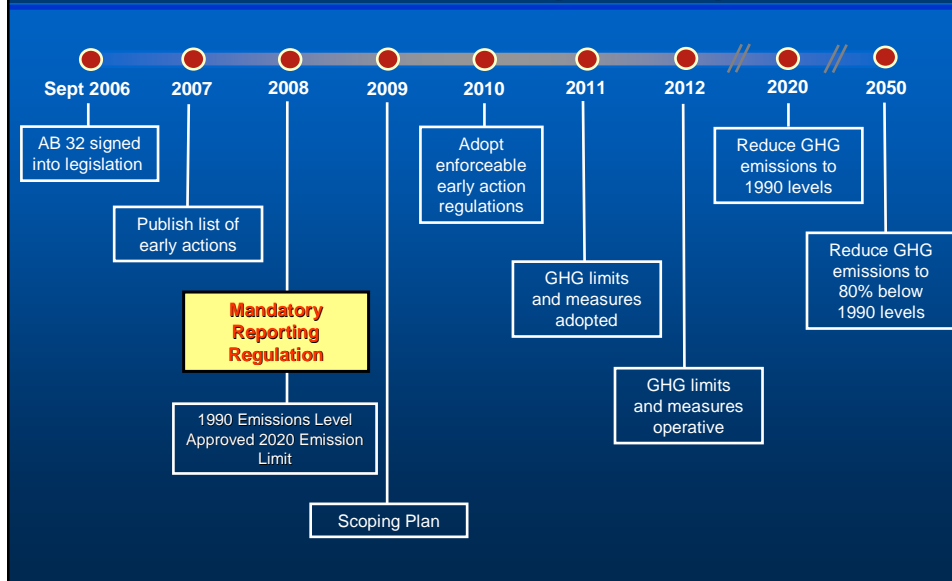 Sept 2006
2007
2008
2009
2010
2011
2012
2020
2050
AB 32 signed
into legislation
Publish list of
early actions
Mandatory
Reporting
Regulation
1990 Emissions Level
Approved 2020 Emission
Limit
Scoping Plan
Adopt
enforceable
early action
regulations
GHG limits
and measures
adopted
GHG limits
and measures
operative
Reduce GHG
emissions to
1990 levels
Reduce GHG
emissions to
80% below
1990 levels